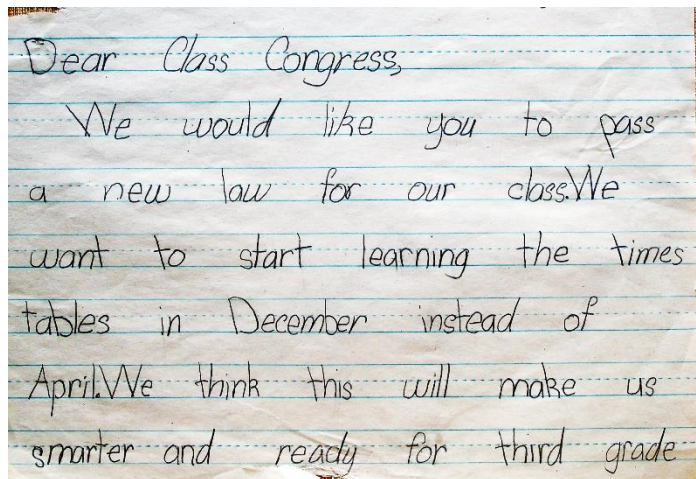 Dear Class Congress,
We would like you to pass
a new law for our class.We
want to start learning the times
tables in December instead of
April.We think this will make us
smarter and ready for third grade